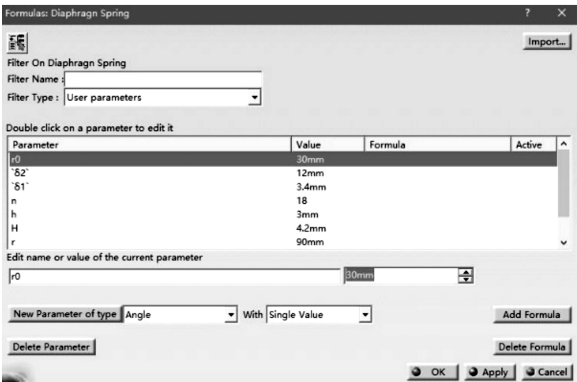 Formulas: Diaphragn Spring ? ×
Import...
Filter On Diaphragn Spring
Filter Name :
Filter Type : User parameters
Double click on a parameter to edit it
Parameter Value Formula Active
r0 30mm
`δ2` 12mm
`δ1` 3.4mm
n 18
h 3mm
H 4.2mm
r 90mm
Edit name or value of the current parameter
r0 30mm
New Parameter of type Angle With Single Value Add Formula
Delete Parameter Delete Formula
OK Apply Cancel